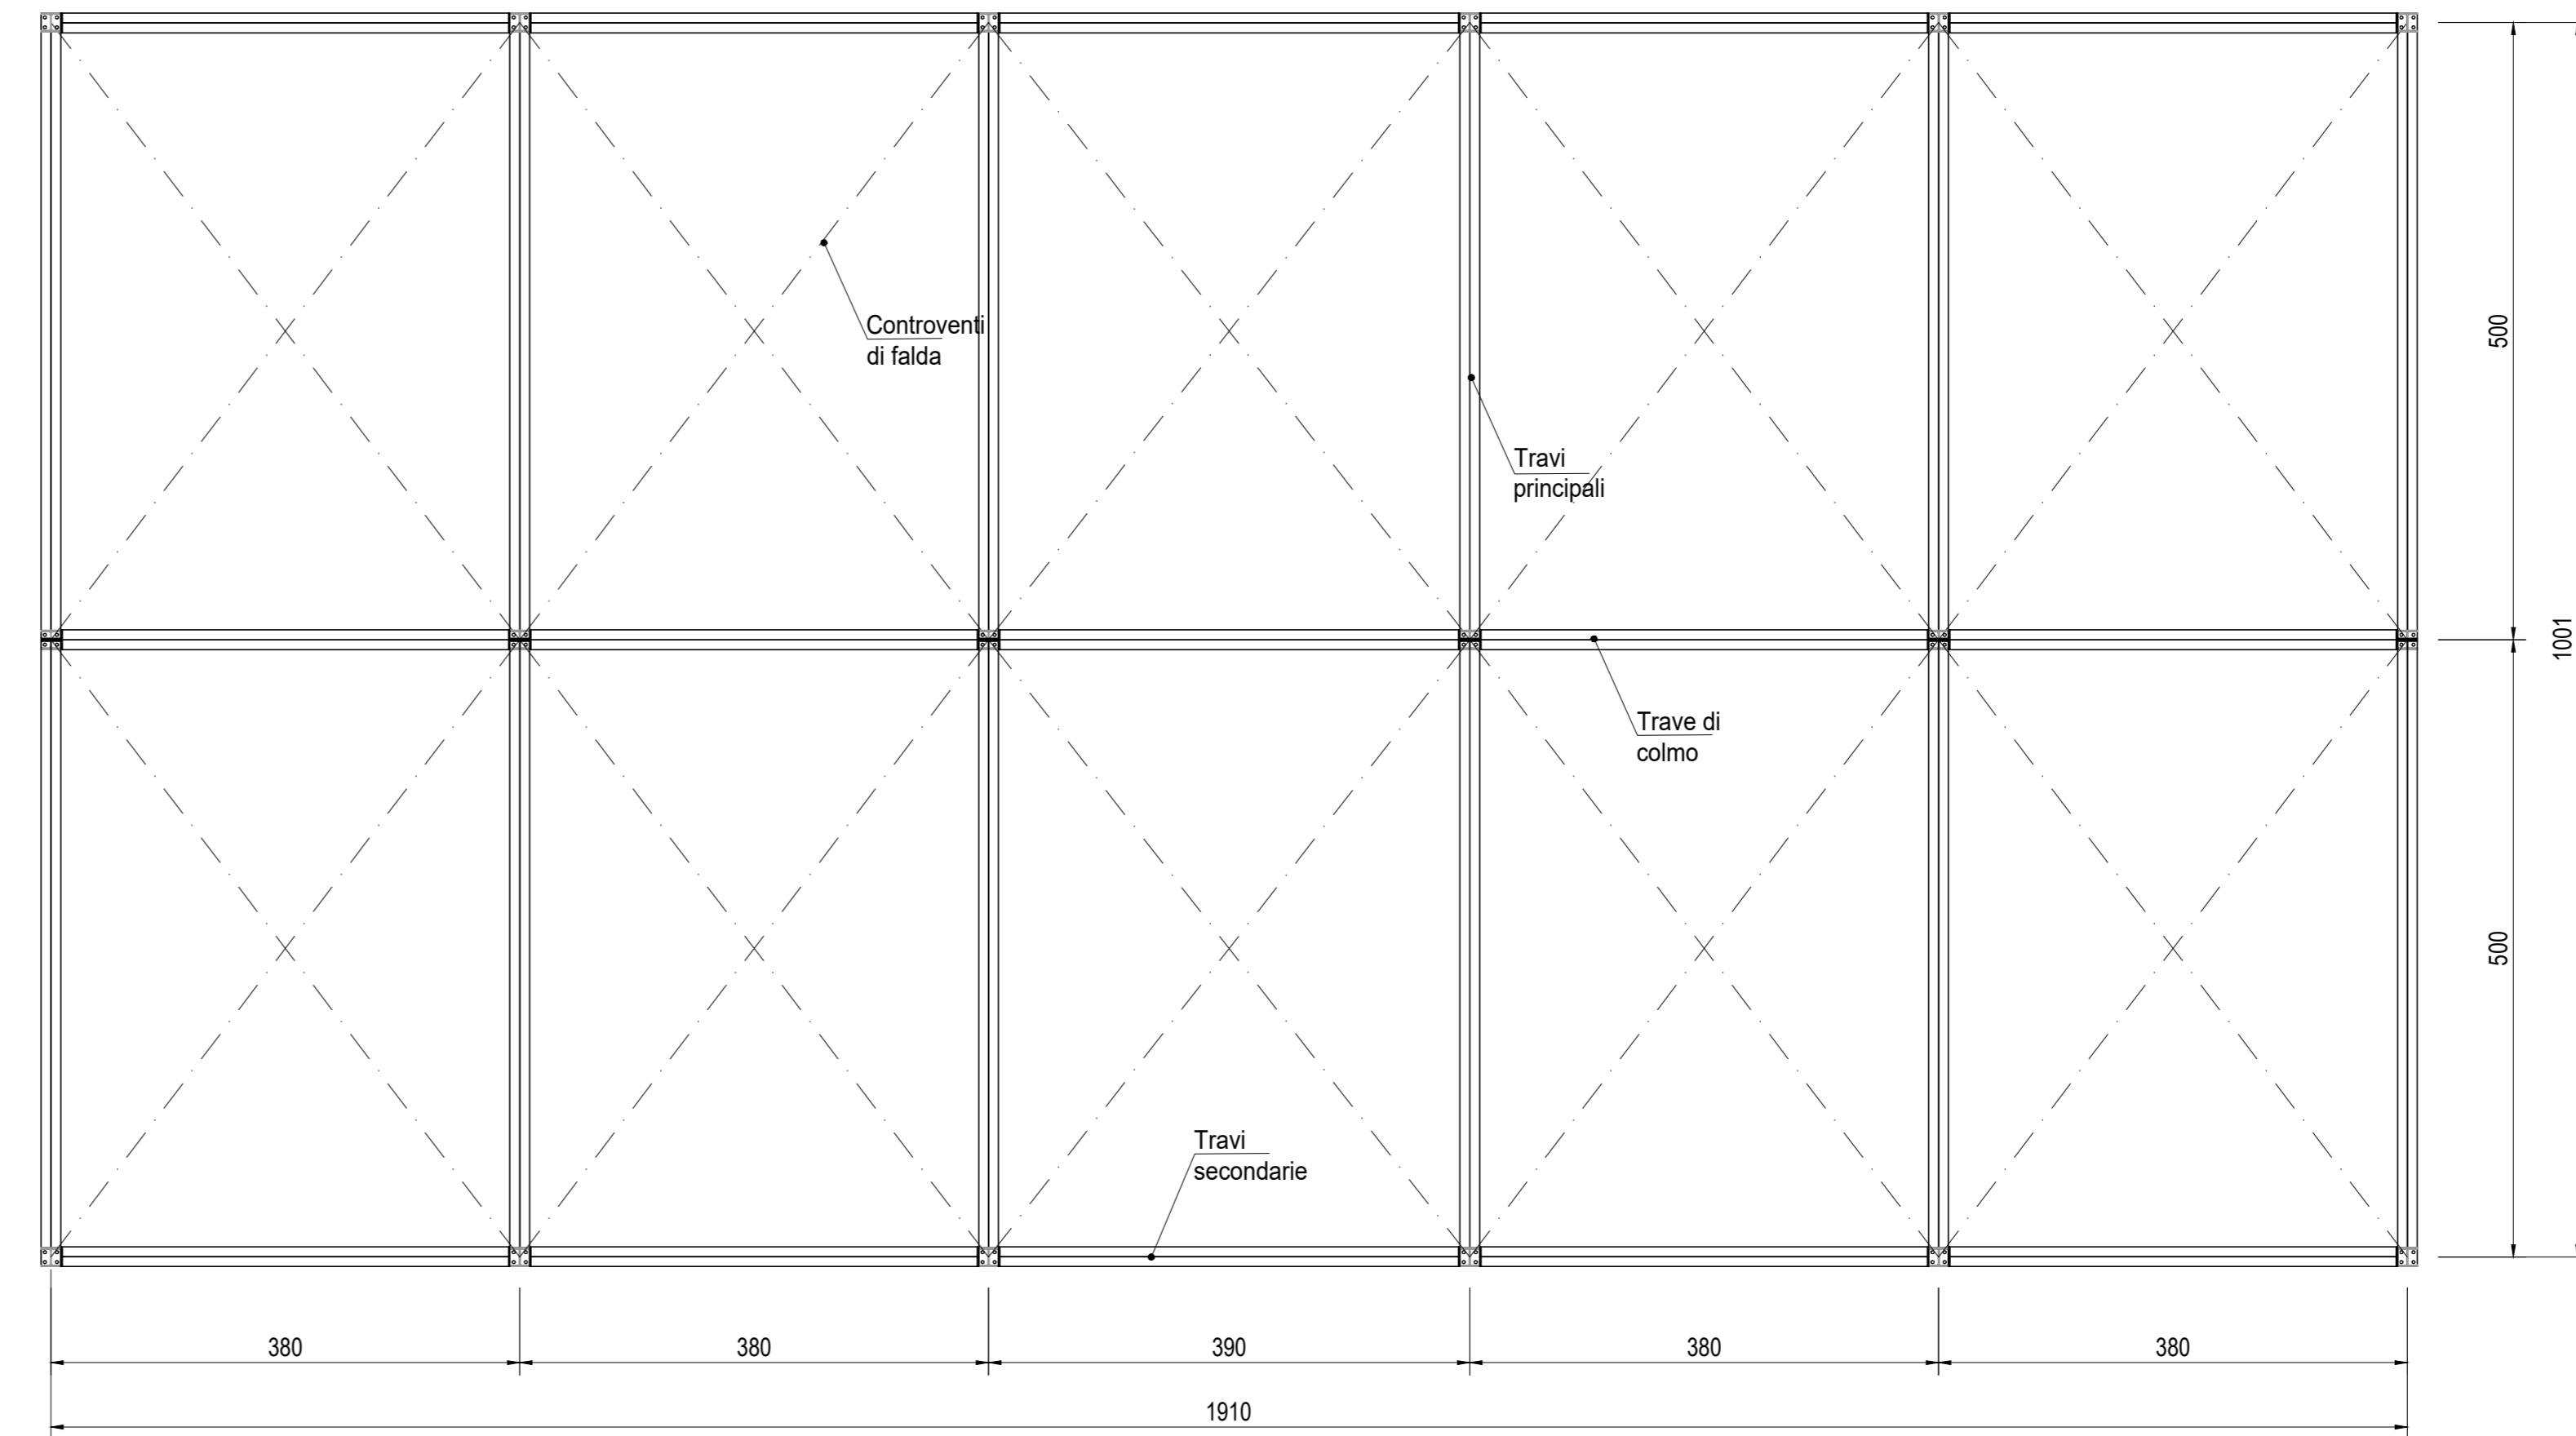 Controventi
di falda
500
Travi
principali
1001
Trave di
colmo
500
Travi
secondarie
380
380
390
380
380
1910